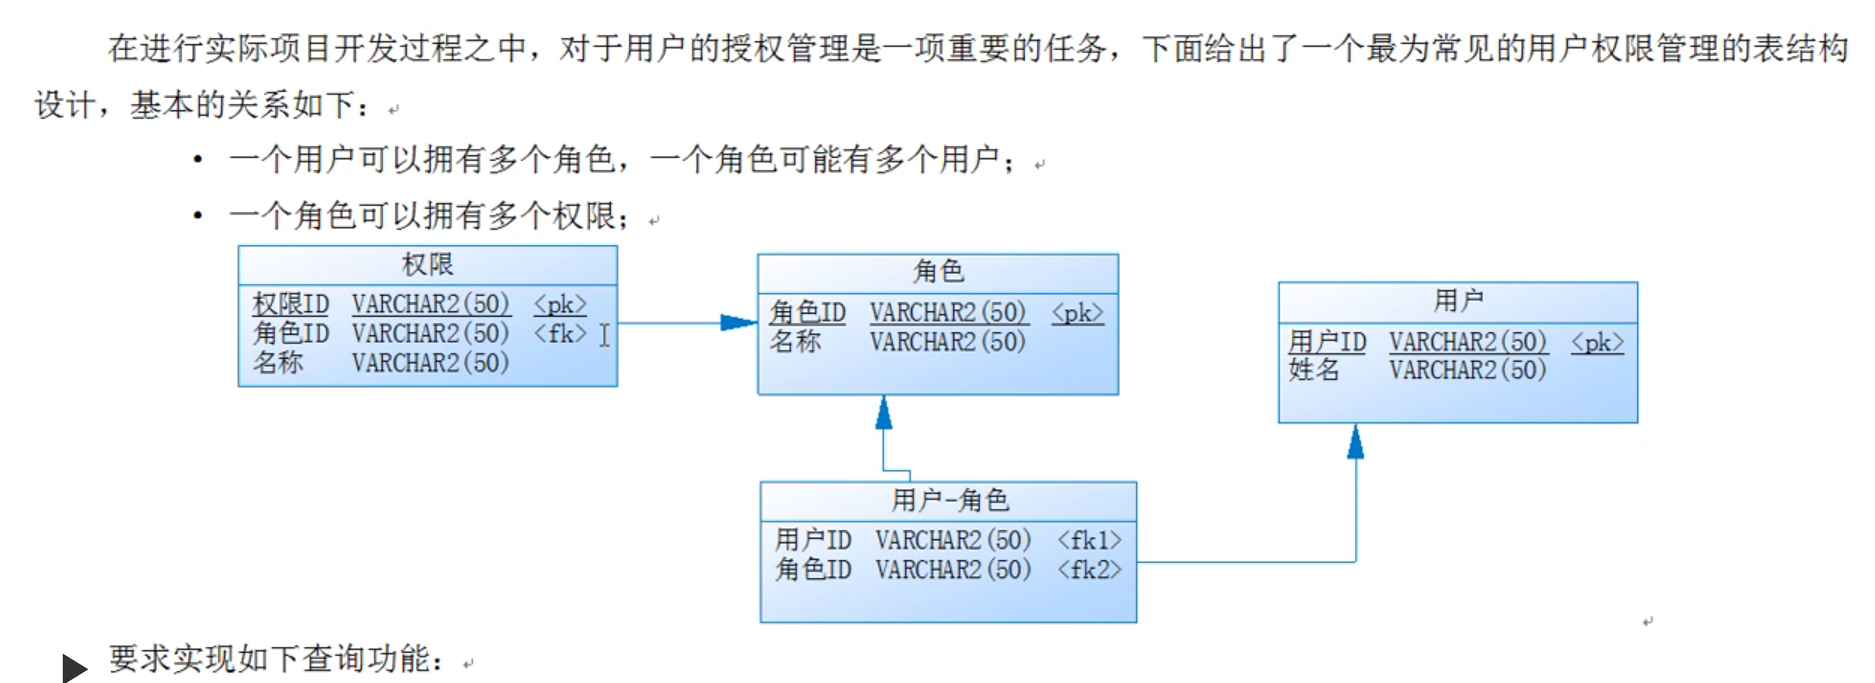 在进行实际项目开发过程之中，对于用户的授权管理是一项重要的任务，下面给出了一个最为常见的用户权限管理的表结构
设计，基本的关系如下：
• 一个用户可以拥有多个角色，一个角色可能有多个用户；
• 一个角色可以拥有多个权限；
权限
权限ID VARCHAR2(50) <pk>
角色ID VARCHAR2(50) <fk>
名称 VARCHAR2(50)
角色
角色ID VARCHAR2(50) <pk>
名称 VARCHAR2(50)
用户
用户ID VARCHAR2(50) <pk>
姓名 VARCHAR2(50)
用户-角色
用户ID VARCHAR2(50) <fk1>
角色ID VARCHAR2(50) <fk2>
要求实现如下查询功能：